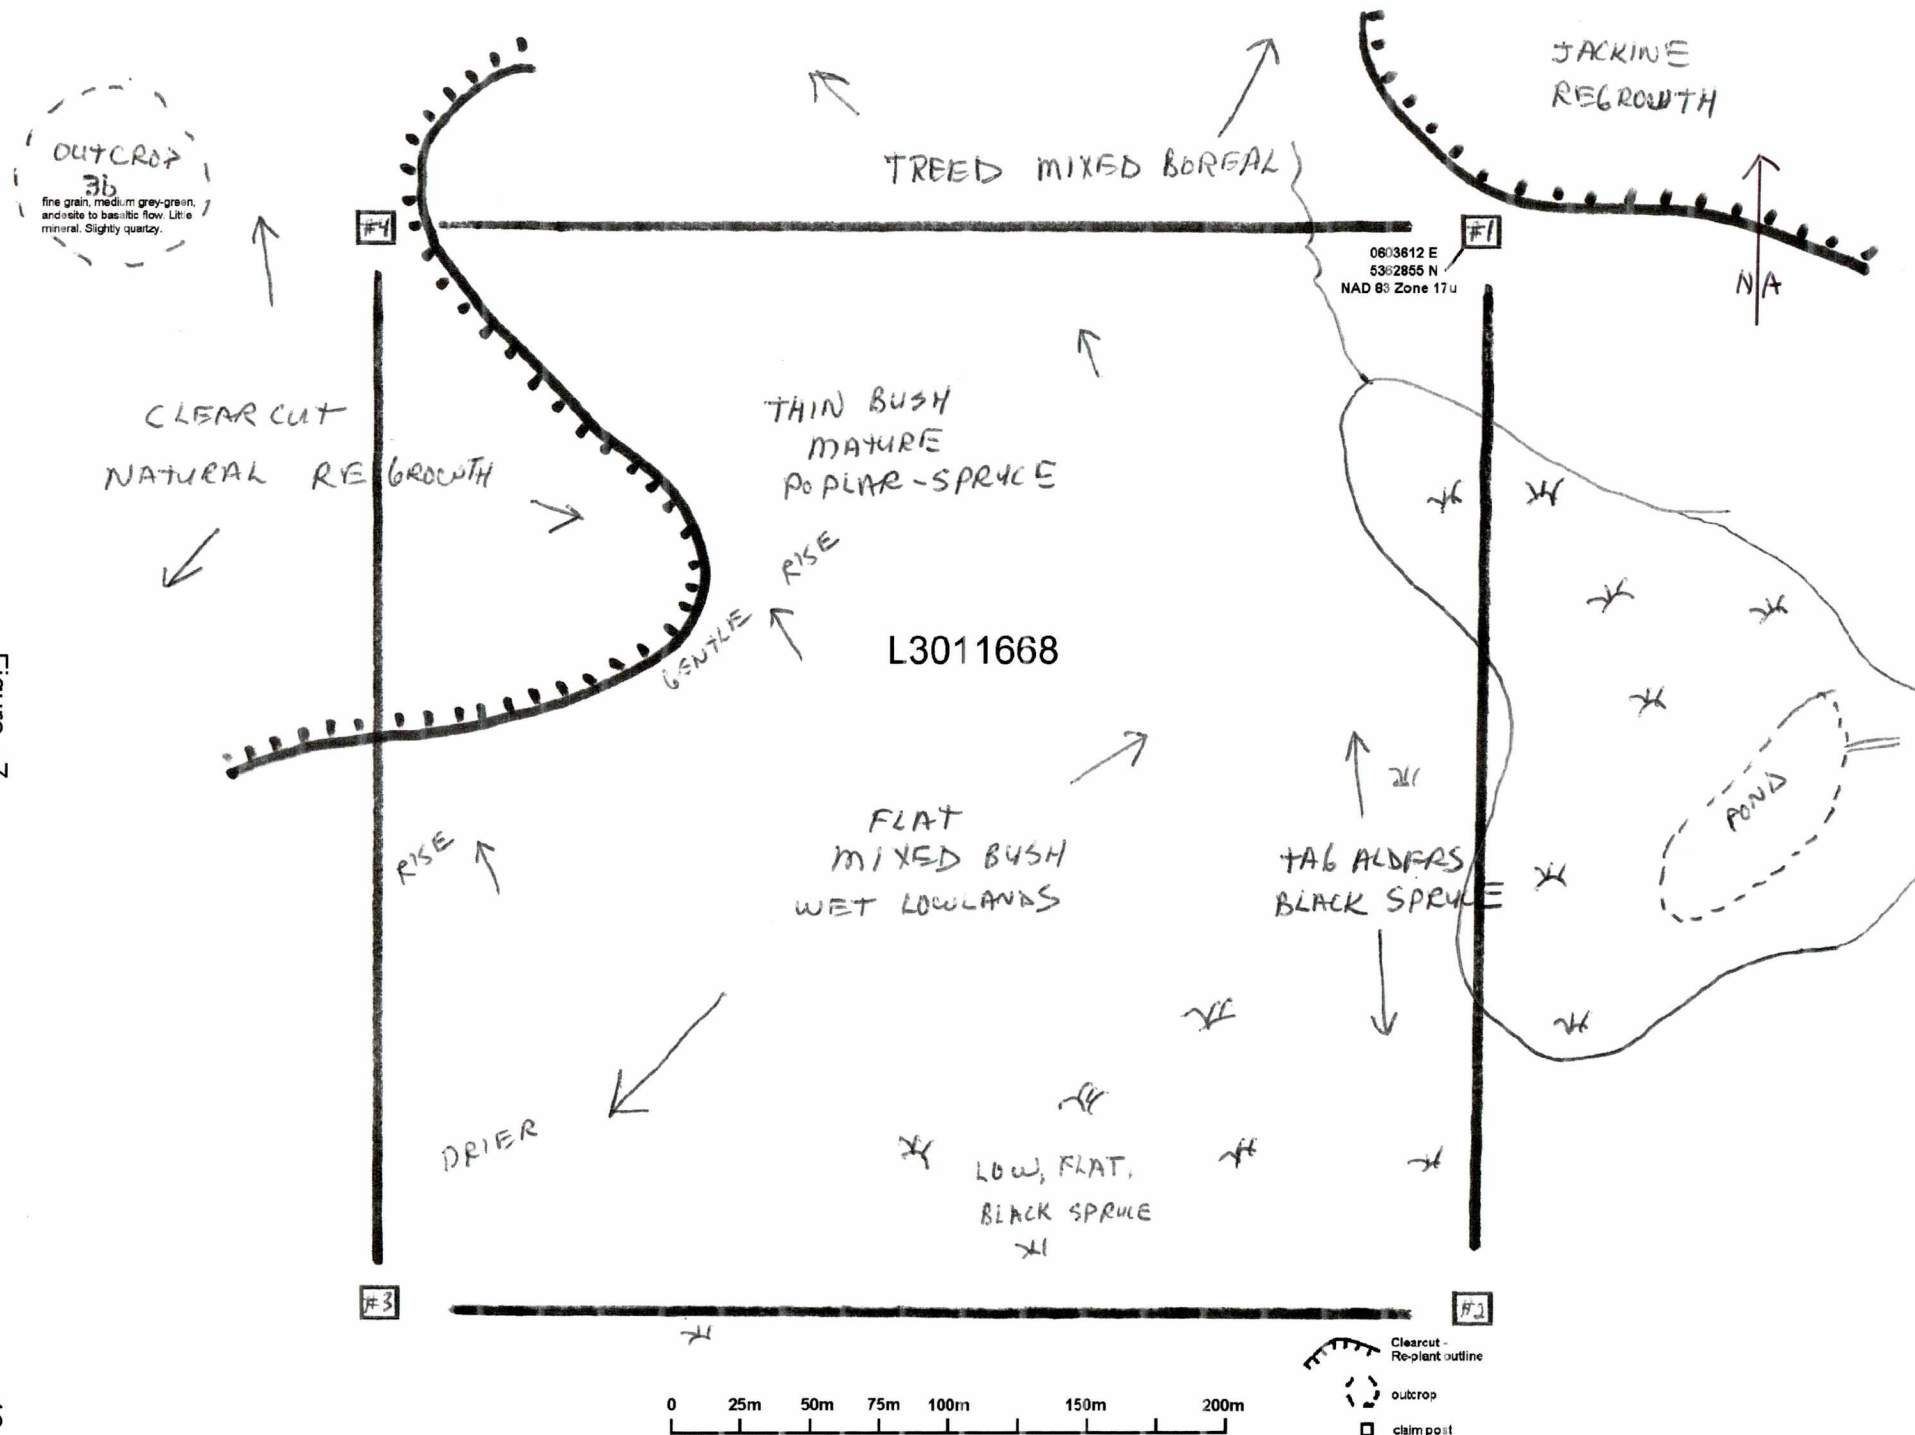 JACKINE
REGROWTH
OUTCROP
3b
fine grain, medium grey-green,
andesite to basaltic flow. Little
mineral. Slightly quartzy.
TREED MIXED BOREAL
#4
#1
0603612 E
5362855 N
NAD 83 Zone 17u
N/A
CLEAR CUT
NATURAL REGROWTH
THIN BUSH
MATURE
POPLAR-SPRUCE
GENTLE RISE
L3011668
POND
RISE
FLAT
MIXED BUSH
WET LOWLANDS
TAG ALDERS
BLACK SPRUCE
DRIER
LOW, FLAT,
BLACK SPRUCE
#3
#2
Clearcut -
Re-plant outline
outcrop
claim post
0 25m 50m 75m 100m 150m 200m